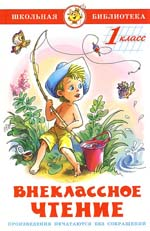 ШКОЛЬНАЯ
БИБЛИОТЕКА
1 класс
ВНЕКЛАССНОЕ
ЧТЕНИЕ
ПРОИЗВЕДЕНИЯ ПЕЧАТАЮТСЯ БЕЗ СОКРАЩЕНИЙ